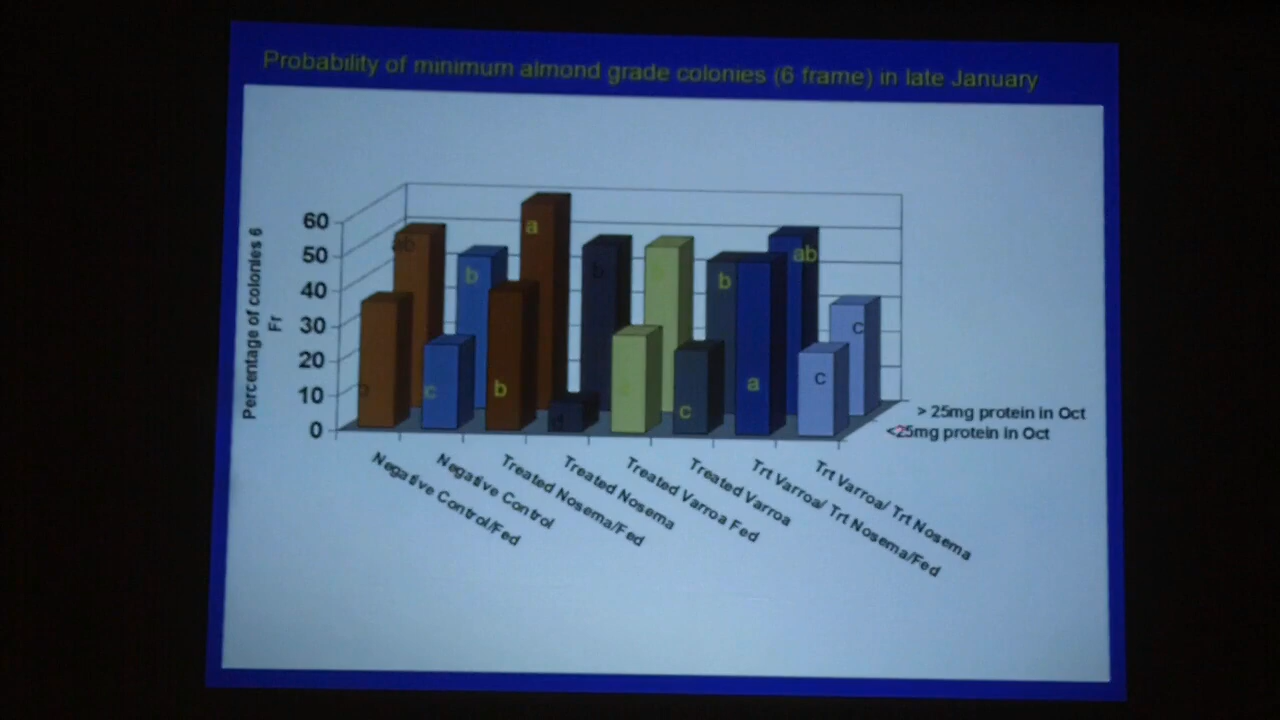 Probability of minimum almond grade colonies (6 frame) in late January
Percentage of colonies 6
Fr
60
50
40
30
20
10
0
ab
b
a
b
b
ab
c
c
b
c
a
c
> 25mg protein in Oct
<25mg protein in Oct
Negative Control/Fed
Negative Control
Treated Nosema/Fed
Treated Nosema
Treated Varroa Fed
Treated Varroa
Trt Varroa/ Trt Nosema/Fed
Trt Varroa/ Trt Nosema